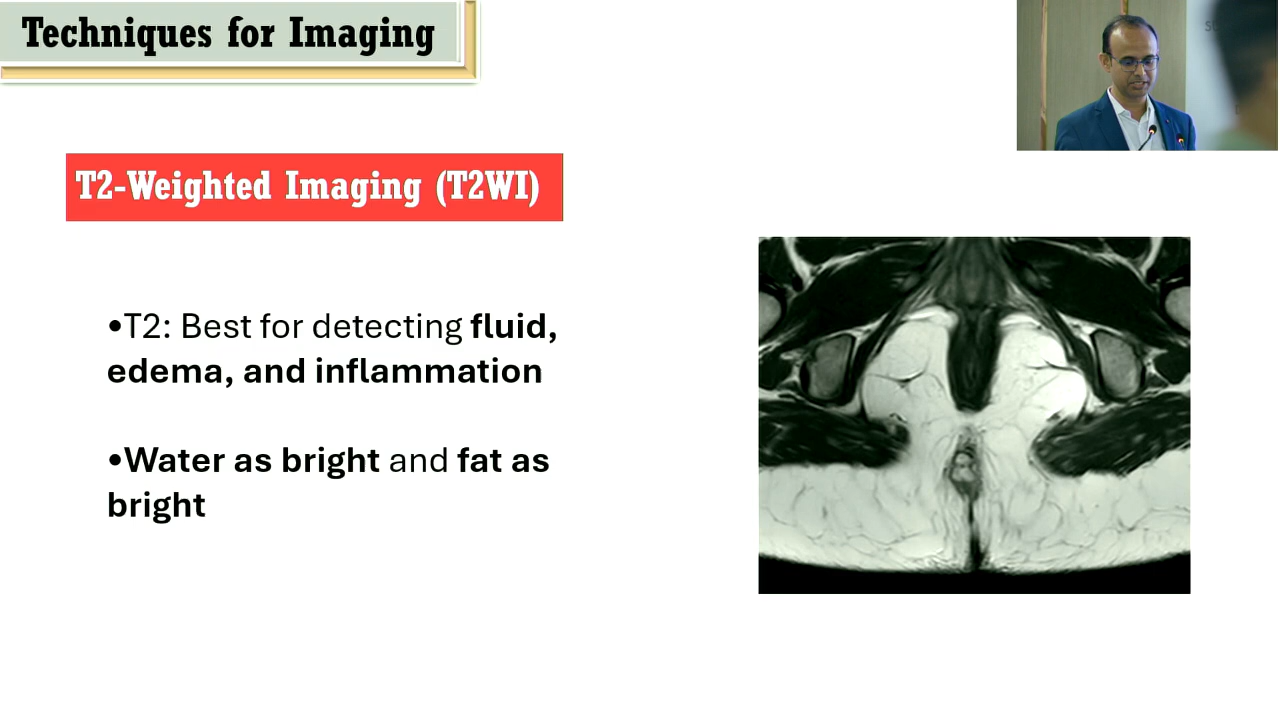 Techniques for Imaging
T2-Weighted Imaging (T2WI)
•T2: Best for detecting fluid,
edema, and inflammation
•Water as bright and fat as
bright